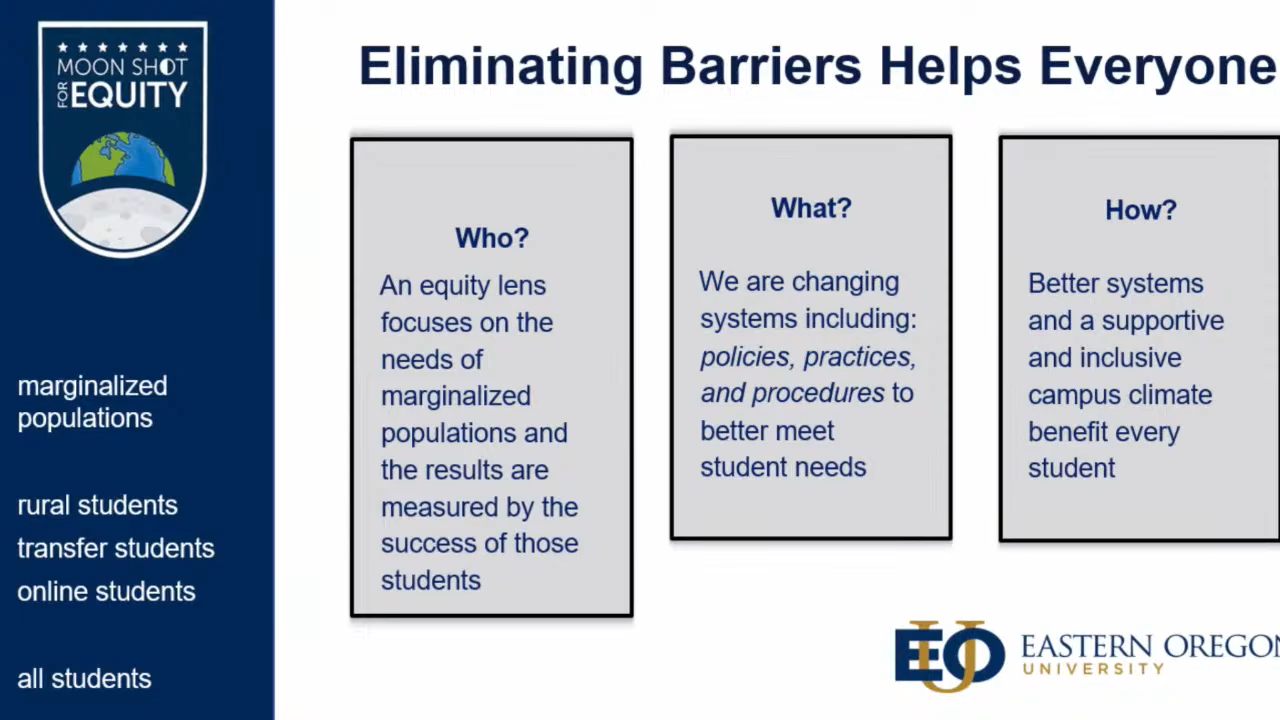 MOON SHOT
FOR EQUITY
marginalized
populations
rural students
transfer students
online students
all students
Eliminating Barriers Helps Everyone
Who?
An equity lens
focuses on the
needs of
marginalized
populations and
the results are
measured by the
success of those
students
What?
We are changing
systems including:
policies, practices,
and procedures to
better meet
student needs
How?
Better systems
and a supportive
and inclusive
campus climate
benefit every
student
EOU
EASTERN OREGON
UNIVERSITY